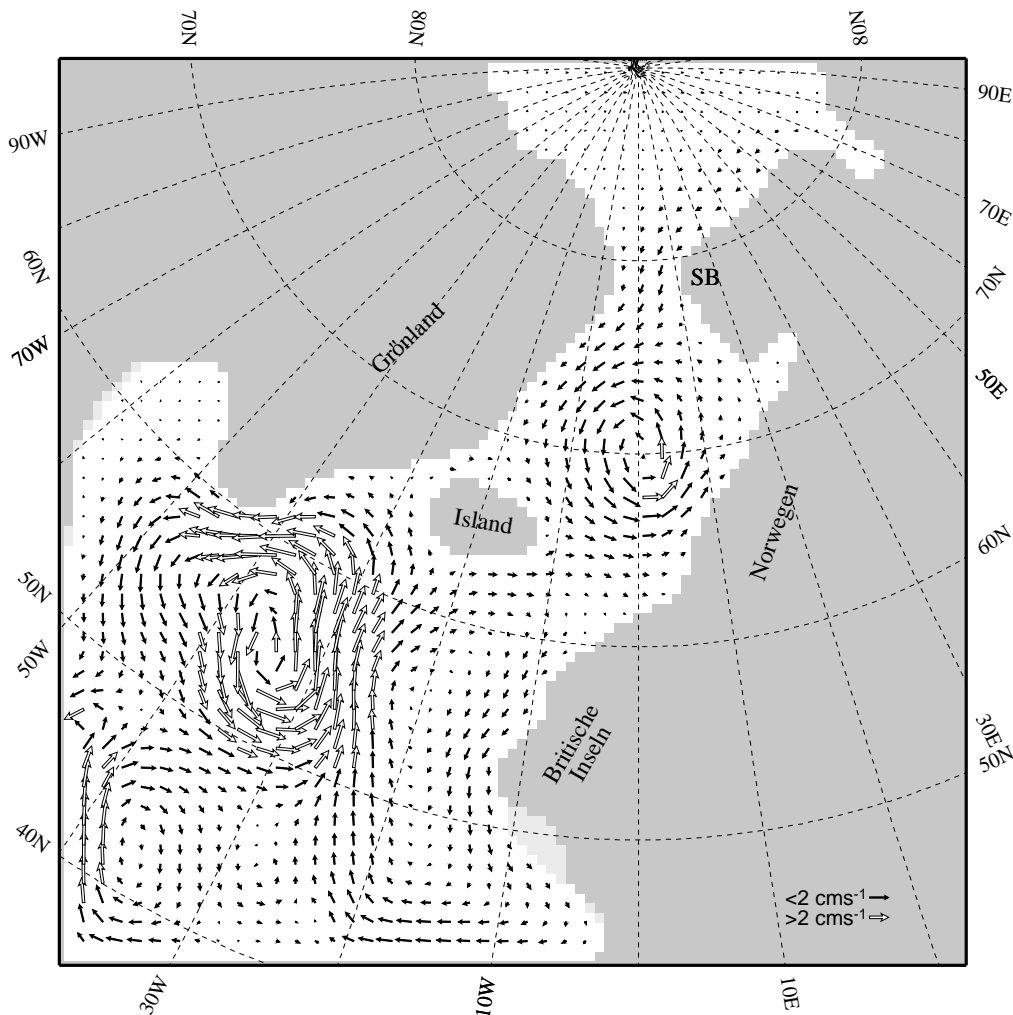 70N
80N
80N
90E
90W
70E
60N
SB
70N
70W
Grönland
50E
Island
Norwegen
60N
50N
50W
30E
50N
Britische
Inseln
40N
<2 cms-1
>2 cms-1
30W
10W
10E